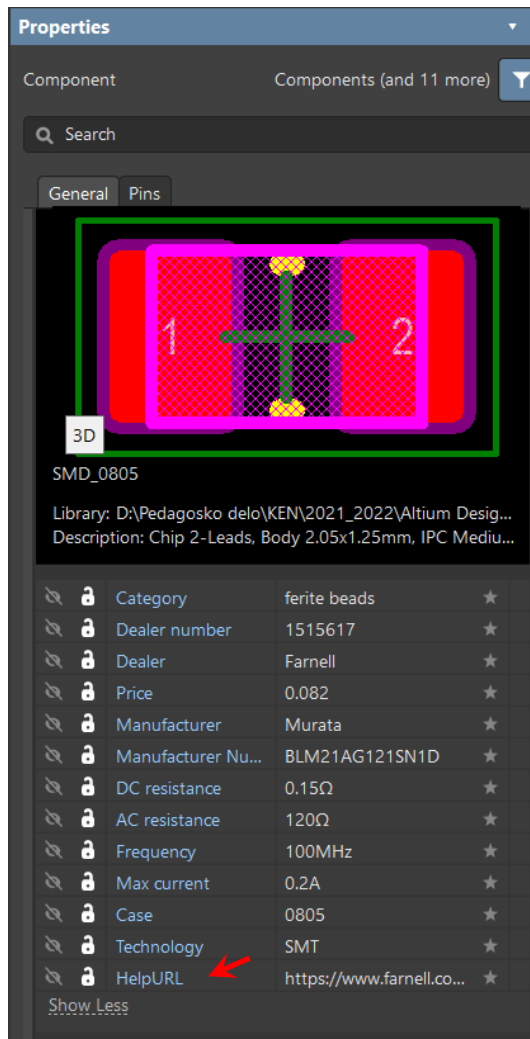 Properties
Component Components (and 11 more)
Search
General Pins
1 2
3D
SMD_0805
Library: D:\Pedagosko delo\KEN\2021_2022\Altium Desig...
Description: Chip 2-Leads, Body 2.05x1.25mm, IPC Mediu...
Category ferite beads
Dealer number 1515617
Dealer Farnell
Price 0.082
Manufacturer Murata
Manufacturer Nu... BLM21AG121SN1D
DC resistance 0.15Ω
AC resistance 120Ω
Frequency 100MHz
Max current 0.2A
Case 0805
Technology SMT
HelpURL https://www.farnell.co...
Show Less